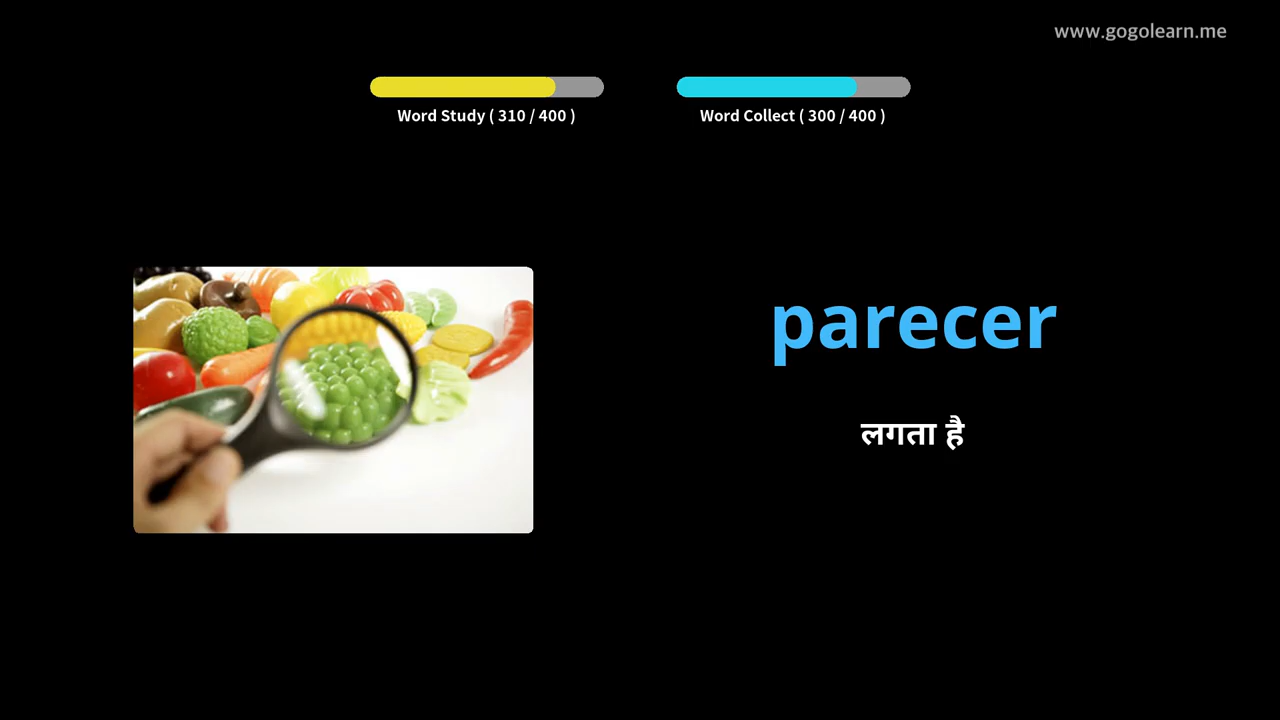 www.gogolearn.me
Word Study ( 310 / 400 )
Word Collect ( 300 / 400 )
parecer
लगता है